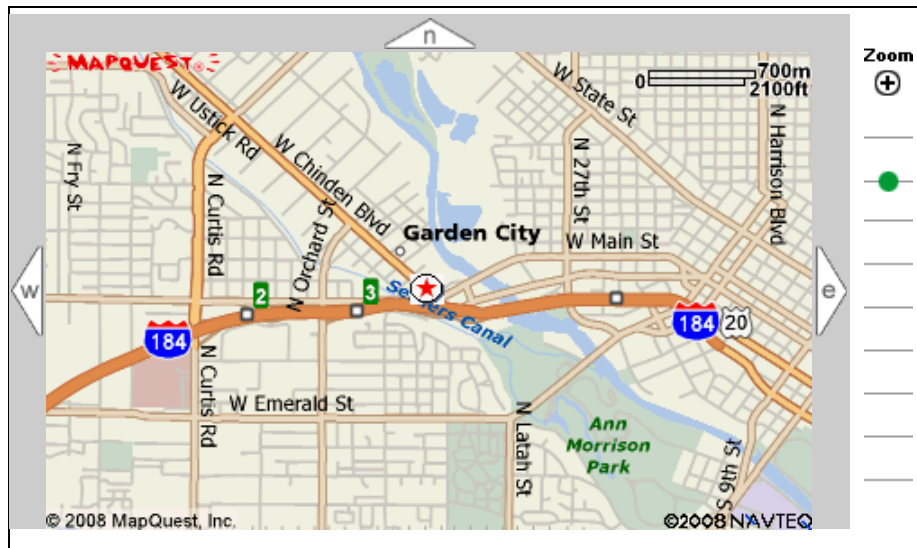 n
Zoom
MAPQUEST
700m
0
2100ft
W State St
W Ustick Rd
N Harrison Blvd
N Fry St
W Chinden Blvd
N 27th St
N Curtis Rd
N Orchard St
Garden City
W Main St
w
e
2
3
Settlers Canal
184
184
20
N Curtis Rd
W Emerald St
N Latah St
Ann
Morrison
Park
S 9th St
© 2008 MapQuest, Inc.
©2008 NAVTEQ